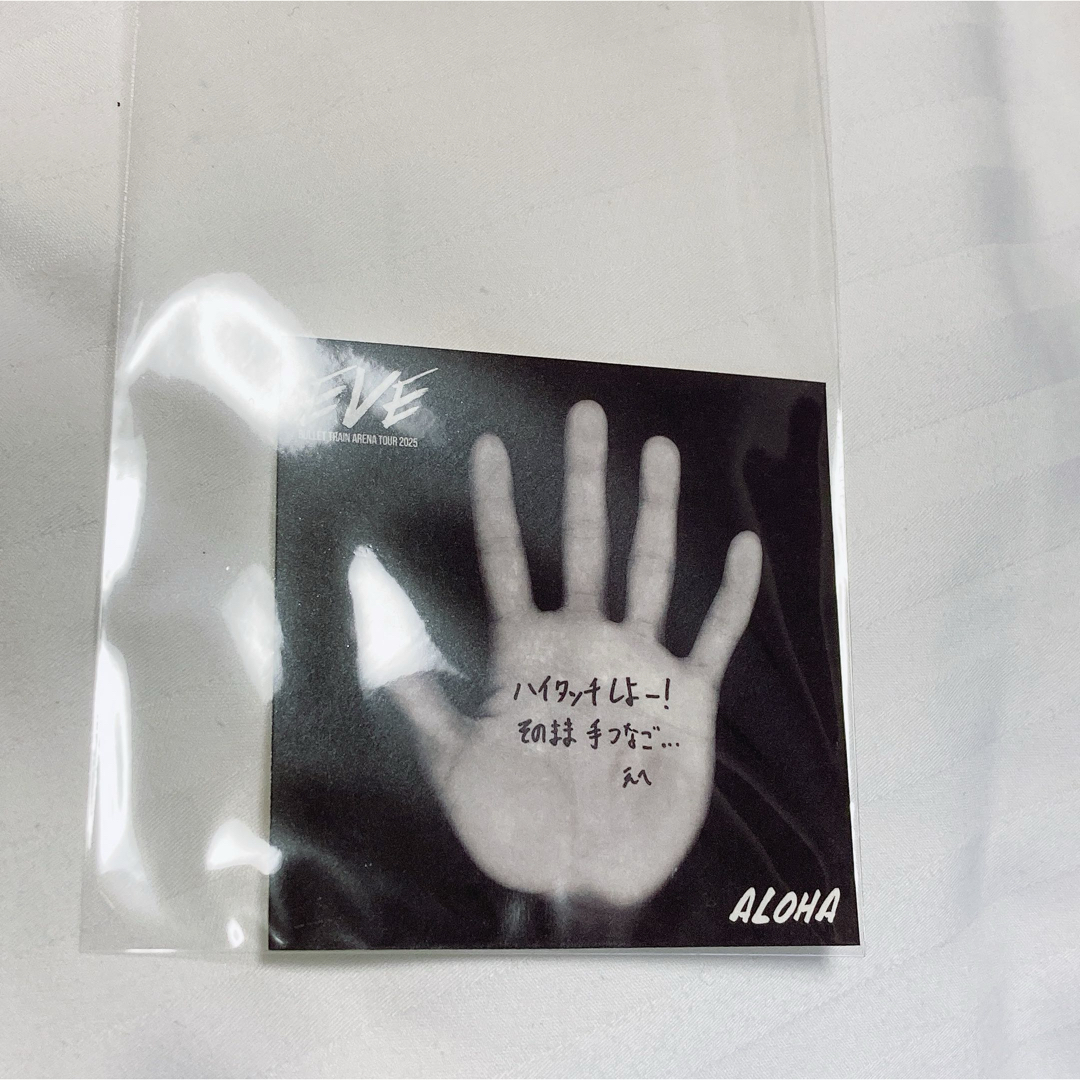 EVE
TRAIN ARENA TOUR 2025
ハイタッチしよー!
そのまま 手つなご...
えへ
ALOHA